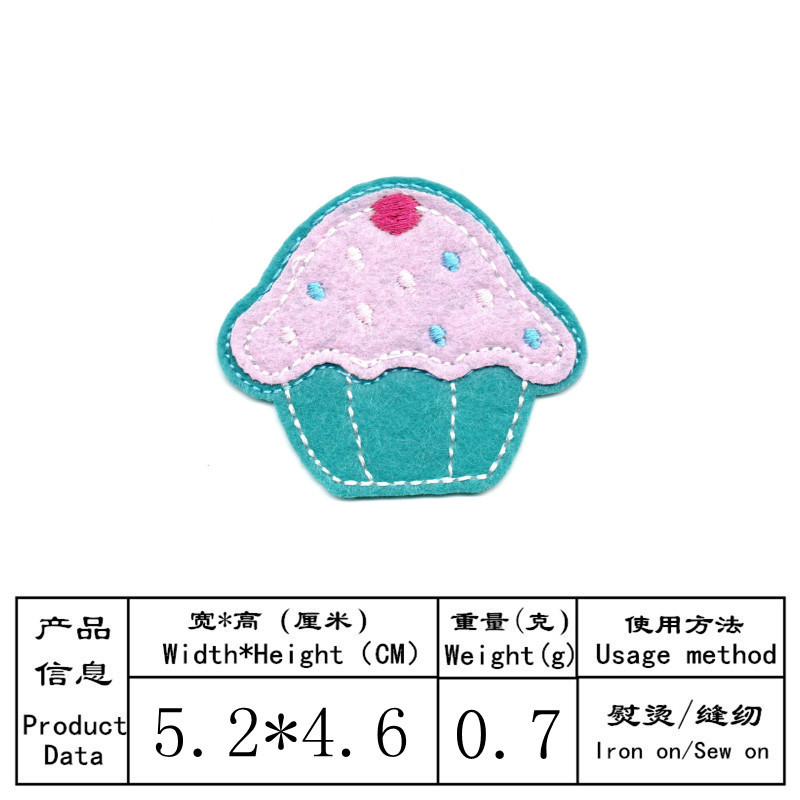 产品
信息
Product
Data
宽*高 (厘米)
Width*Height (CM)
重量(克)
Weight(g)
使用方法
Usage method
5.2*4.6
0.7
熨烫/缝纫
Iron on/Sew on